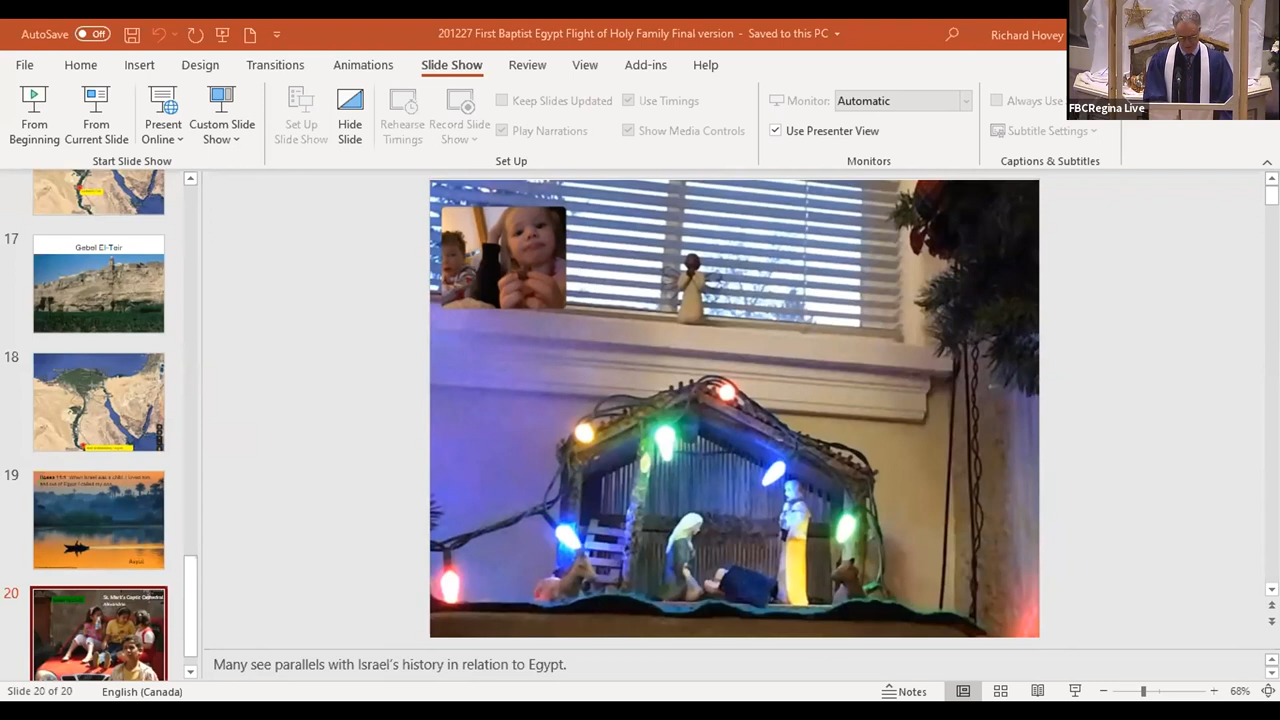 AutoSave Off 201227 First Baptist Egypt Flight of Holy Family Final version - Saved to this PC Richard Hovey
File Home Insert Design Transitions Animations Slide Show Review View Add-ins Help
From Beginning
From Current Slide
Present Online
Custom Slide Show
Set Up Slide Show
Hide Slide
Rehearse Timings
Record Slide Show
Keep Slides Updated
Play Narrations
Use Timings
Show Media Controls
Monitor: Automatic
Use Presenter View
Always Use
Subtitle Settings
Start Slide Show
Set Up
Monitors
Captions & Subtitles
FBCRegina Live
17
Gebel El-Teir
18
19
20
St. Mark's Coptic Cathedral
Alexandria
Many see parallels with Israel's history in relation to Egypt.
Slide 20 of 20 English (Canada) Notes 68%